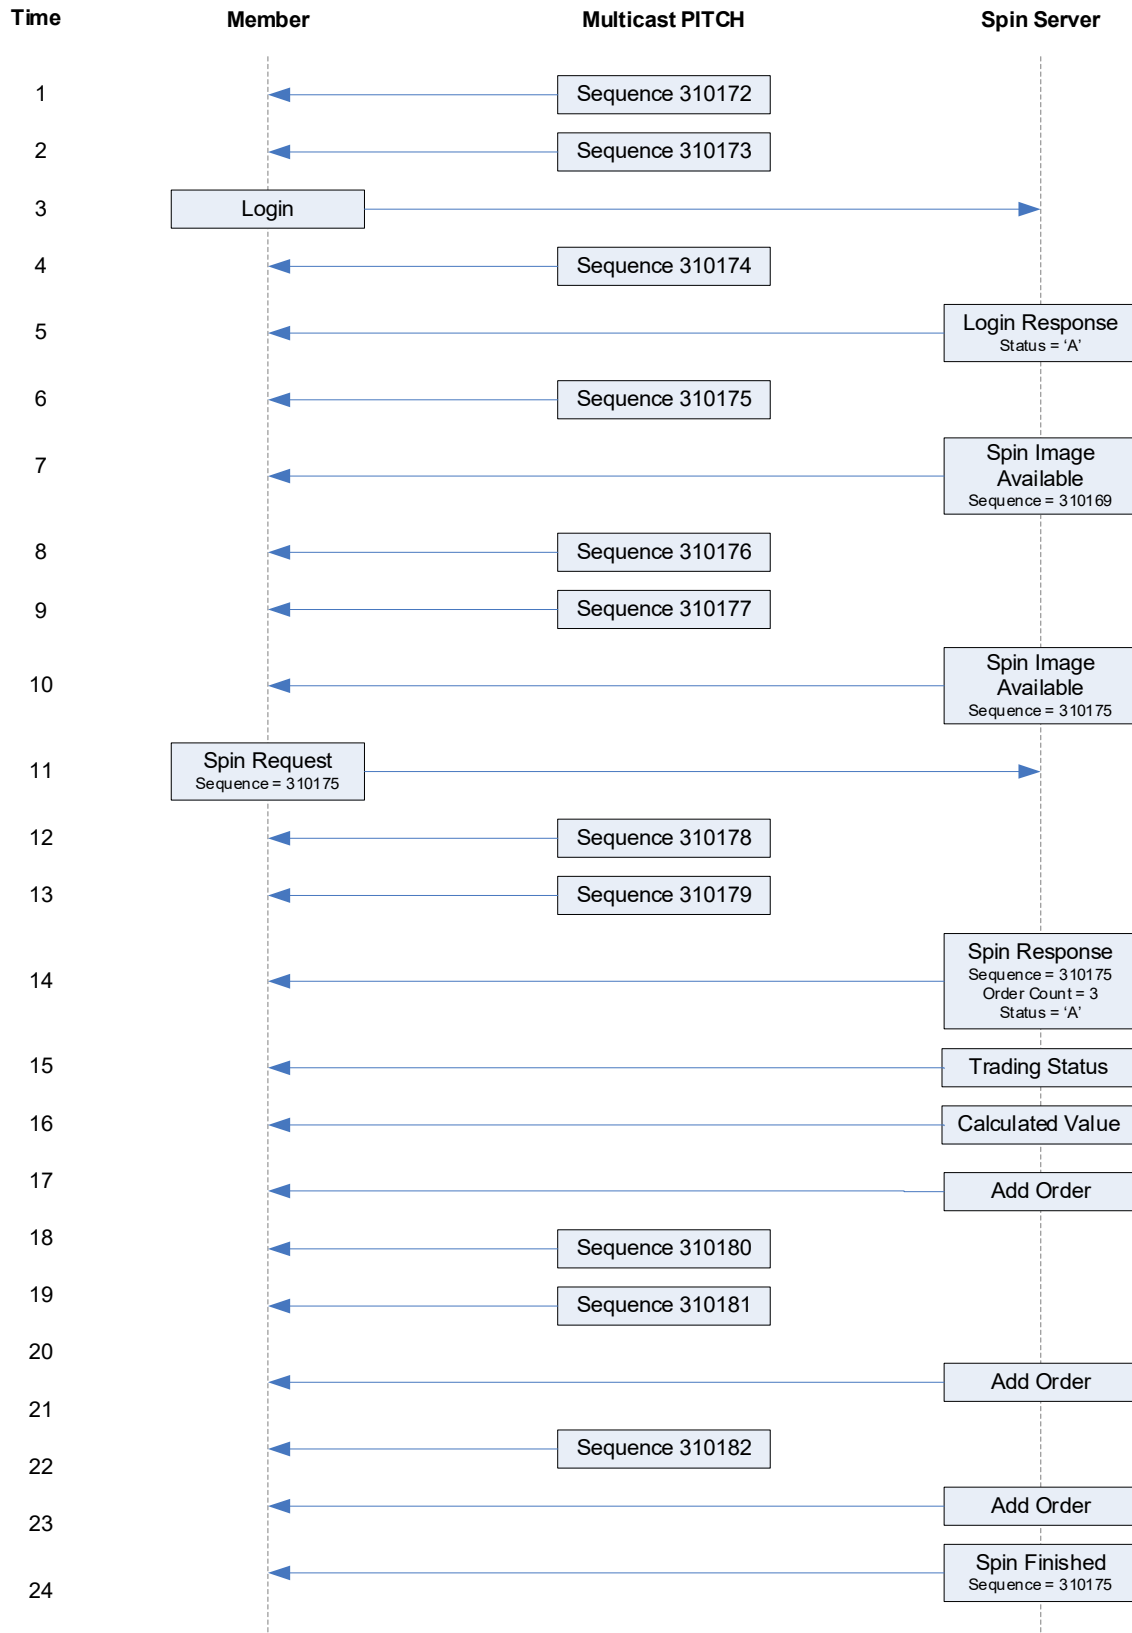 Time Member Multicast PITCH Spin Server
1 Sequence 310172
2 Sequence 310173
3 Login
4 Sequence 310174
5 Login Response
Status = ‘A’
6 Sequence 310175
7 Spin Image
Available
Sequence = 310169
8 Sequence 310176
9 Sequence 310177
10 Spin Image
Available
Sequence = 310175
11 Spin Request
Sequence = 310175
12 Sequence 310178
13 Sequence 310179
14 Spin Response
Sequence = 310175
Order Count = 3
Status = ‘A’
15 Trading Status
16 Calculated Value
17 Add Order
18 Sequence 310180
19 Sequence 310181
20
Add Order
21
Sequence 310182
22
Add Order
23
Spin Finished
Sequence = 310175
24